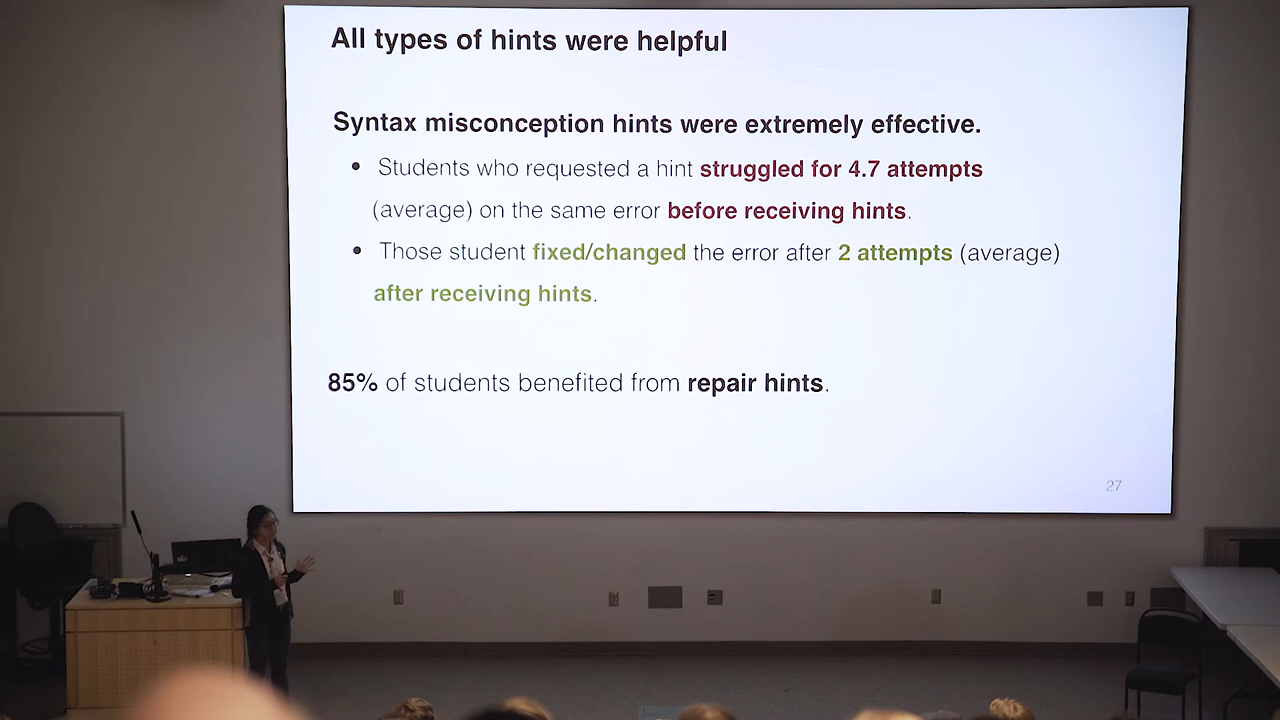 All types of hints were helpful
Syntax misconception hints were extremely effective.
• Students who requested a hint struggled for 4.7 attempts
(average) on the same error before receiving hints.
• Those student fixed/changed the error after 2 attempts (average)
after receiving hints.
85% of students benefited from repair hints.
27